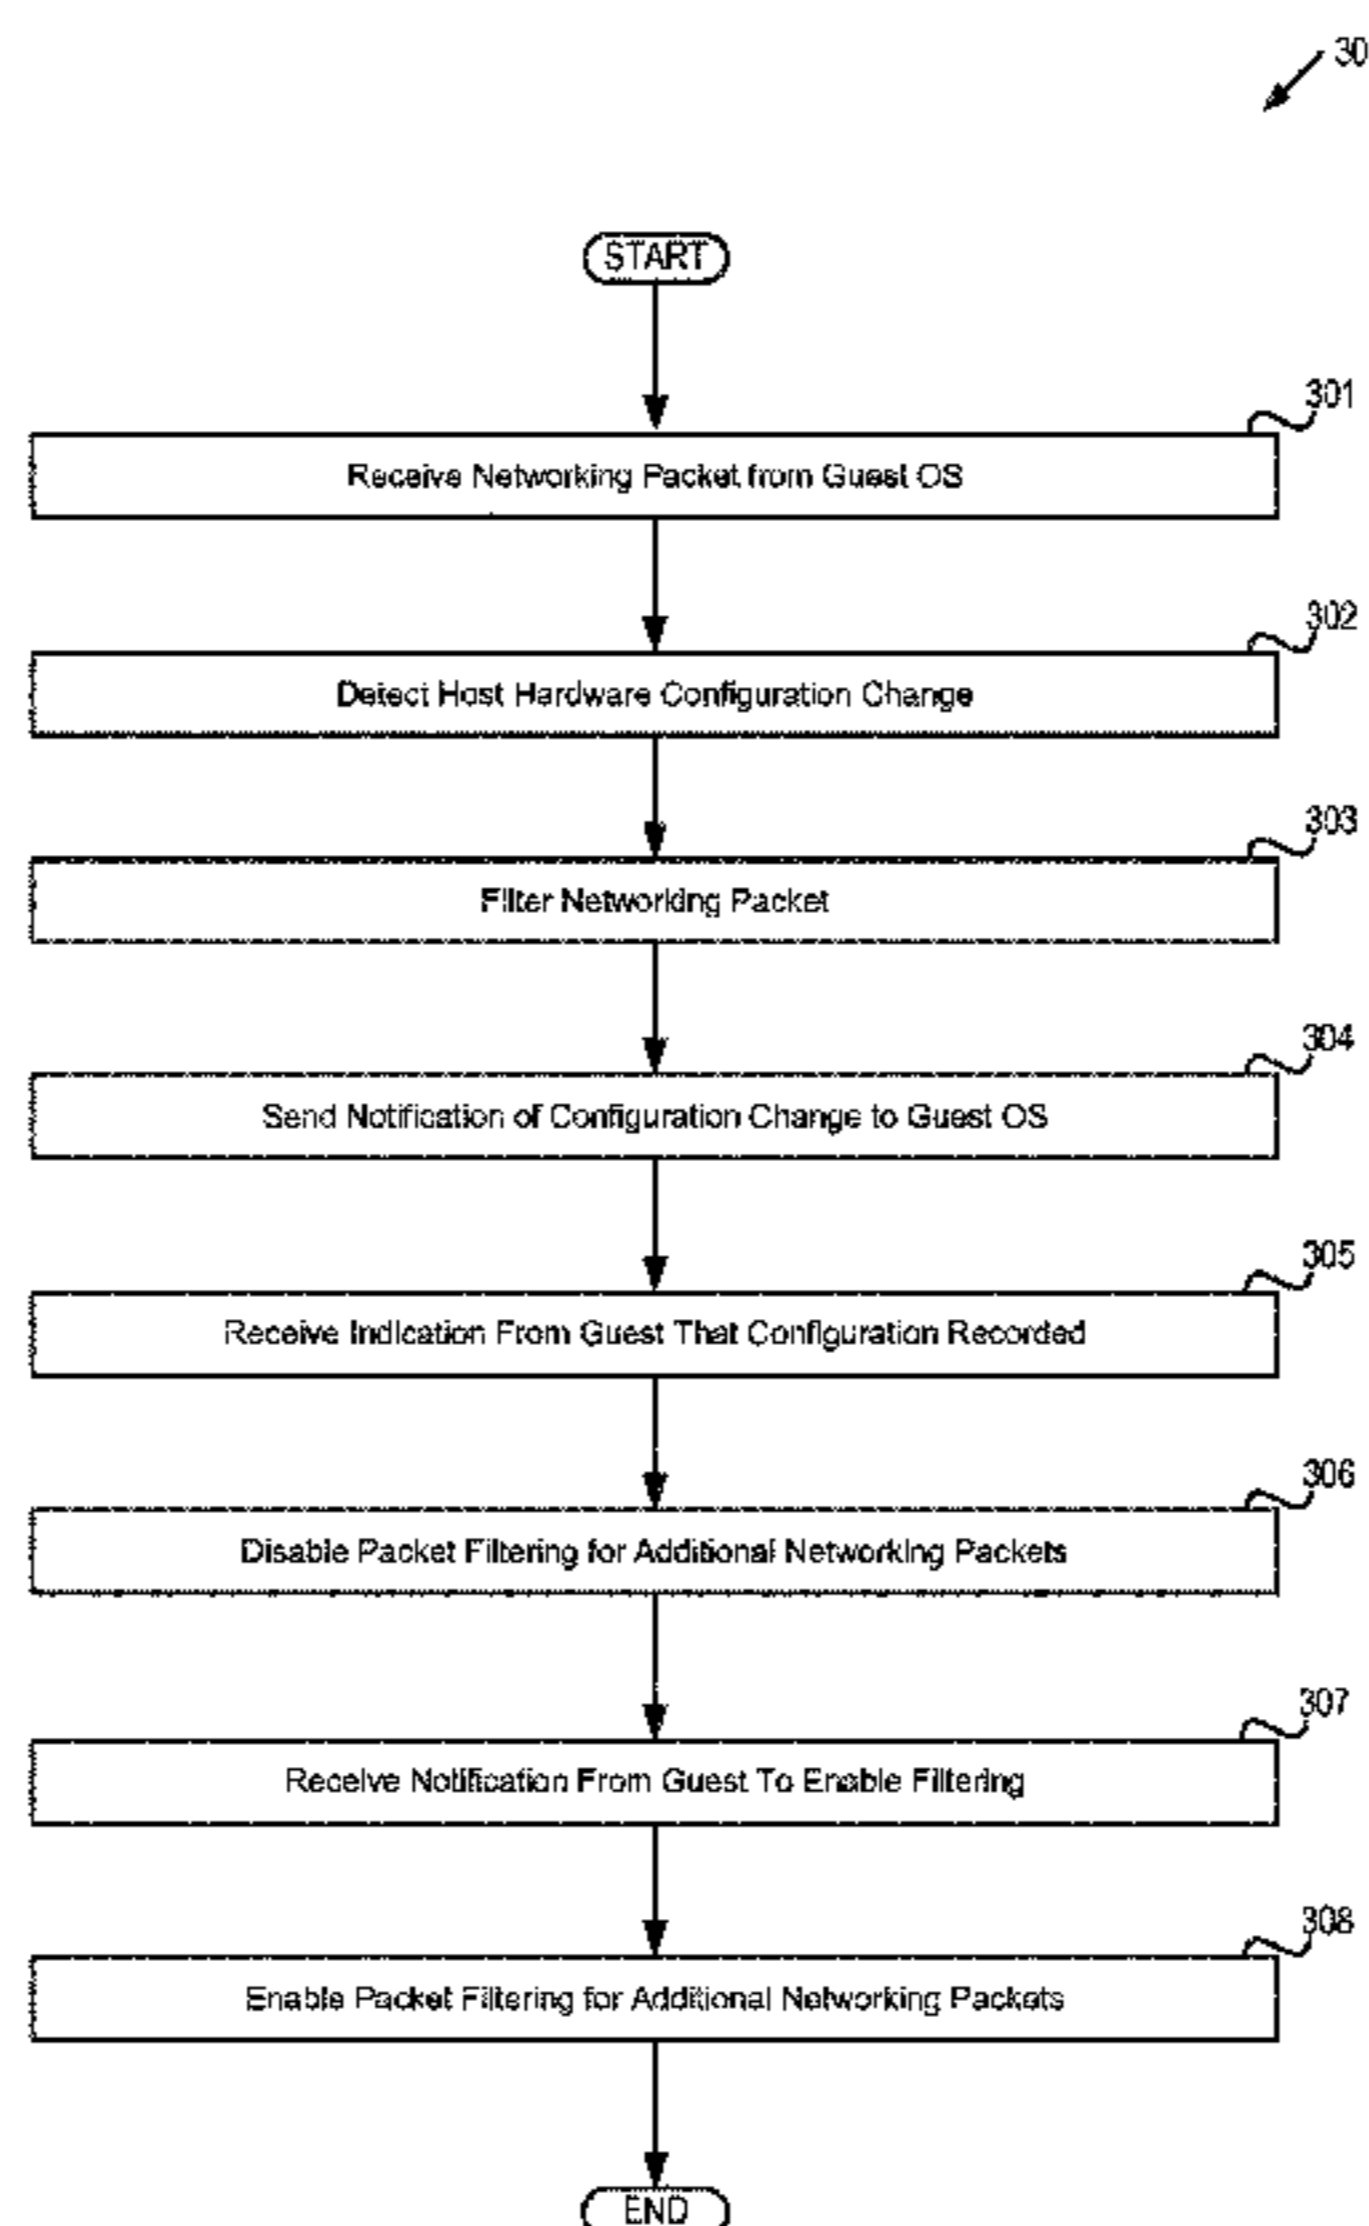 30
START
301
Receive Networking Packet from Guest OS
302
Detect Host Hardware Configuration Change
303
Filter Networking Packet
304
Send Notification of Configuration Change to Guest OS
305
Receive Indication From Guest That Configuration Recorded
306
Disable Packet Filtering for Additional Networking Packets
307
Receive Notification From Guest To Enable Filtering
308
Enable Packet Filtering for Additional Networking Packets
END